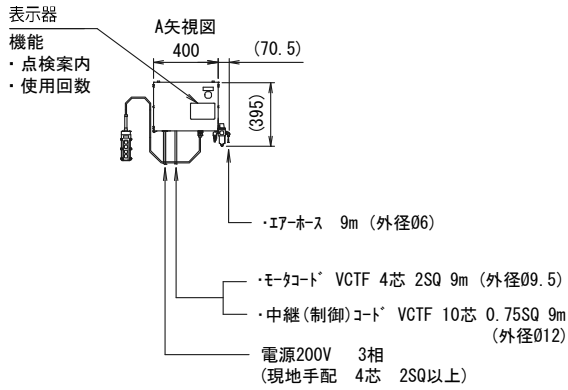 表示器
機能
・点検案内
・使用回数
A矢視図
400
(70.5)
(395)
・ｴｱｰﾎｰｽ 9m (外径Ø6)
・ﾓｰﾀｺｰﾄﾞ VCTF 4芯 2SQ 9m (外径Ø9.5)
・中継(制御)ｺｰﾄﾞ VCTF 10芯 0.75SQ 9m
(外径Ø12)
電源200V 3相
(現地手配 4芯 2SQ以上)